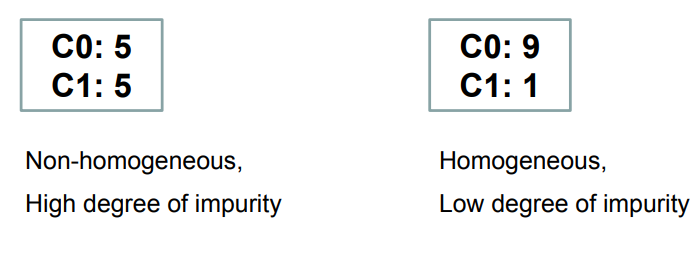 C0: 5
C1: 5
Non-homogeneous,
High degree of impurity
C0: 9
C1: 1
Homogeneous,
Low degree of impurity